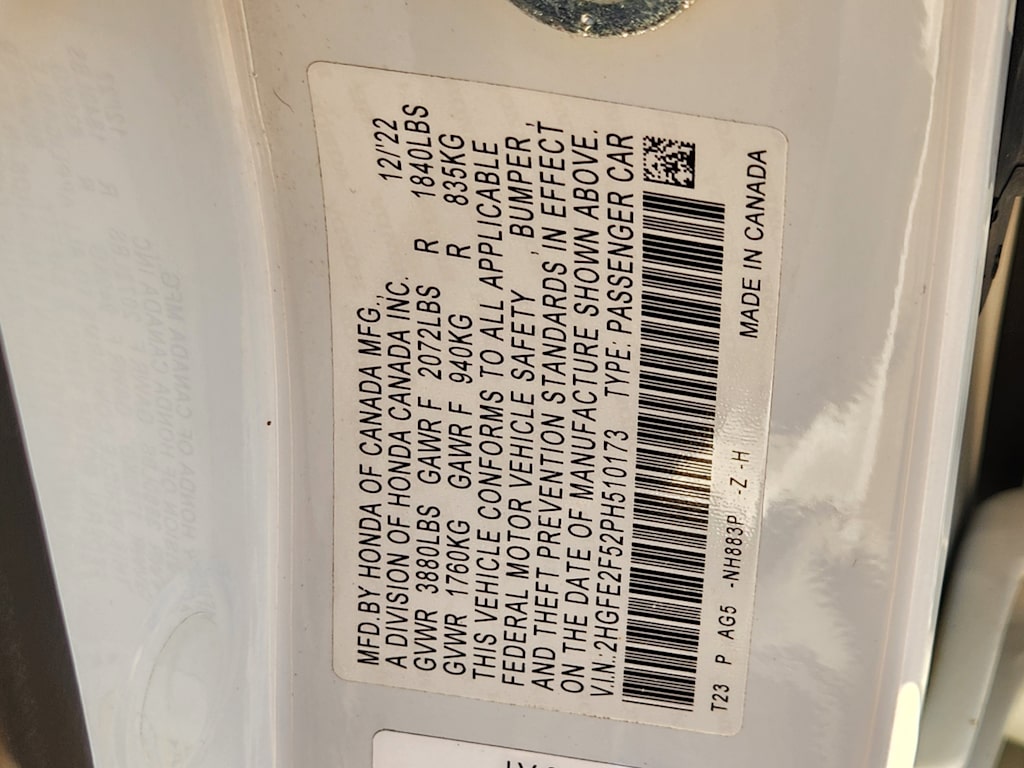 MFD.BY HONDA OF CANADA MFG.,
A DIVISION OF HONDA CANADA INC. 12/'22
GVWR 3880LBS GAWR F 2072LBS R 1840LBS
GVWR 1760KG GAWR F 940KG R 835KG
THIS VEHICLE CONFORMS TO ALL APPLICABLE
FEDERAL MOTOR VEHICLE SAFETY , BUMPER ,
AND THEFT PREVENTION STANDARDS IN EFFECT
ON THE DATE OF MANUFACTURE SHOWN ABOVE.
V.I.N.:2HGFE2F52PH510173 TYPE: PASSENGER CAR
T23 P AG5 -NH883P -Z -H
MADE IN CANADA